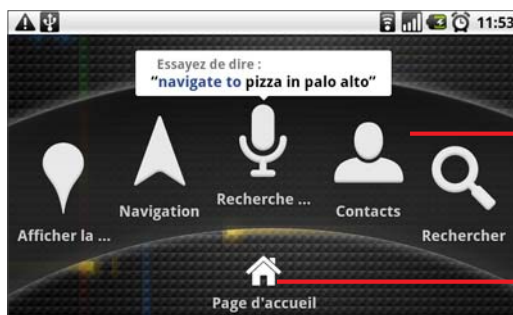 11:53
Essayez de dire :
“navigate to pizza in palo alto”
Navigation
Recherche ...
Contacts
Afficher la ...
Rechercher
Page d'accueil